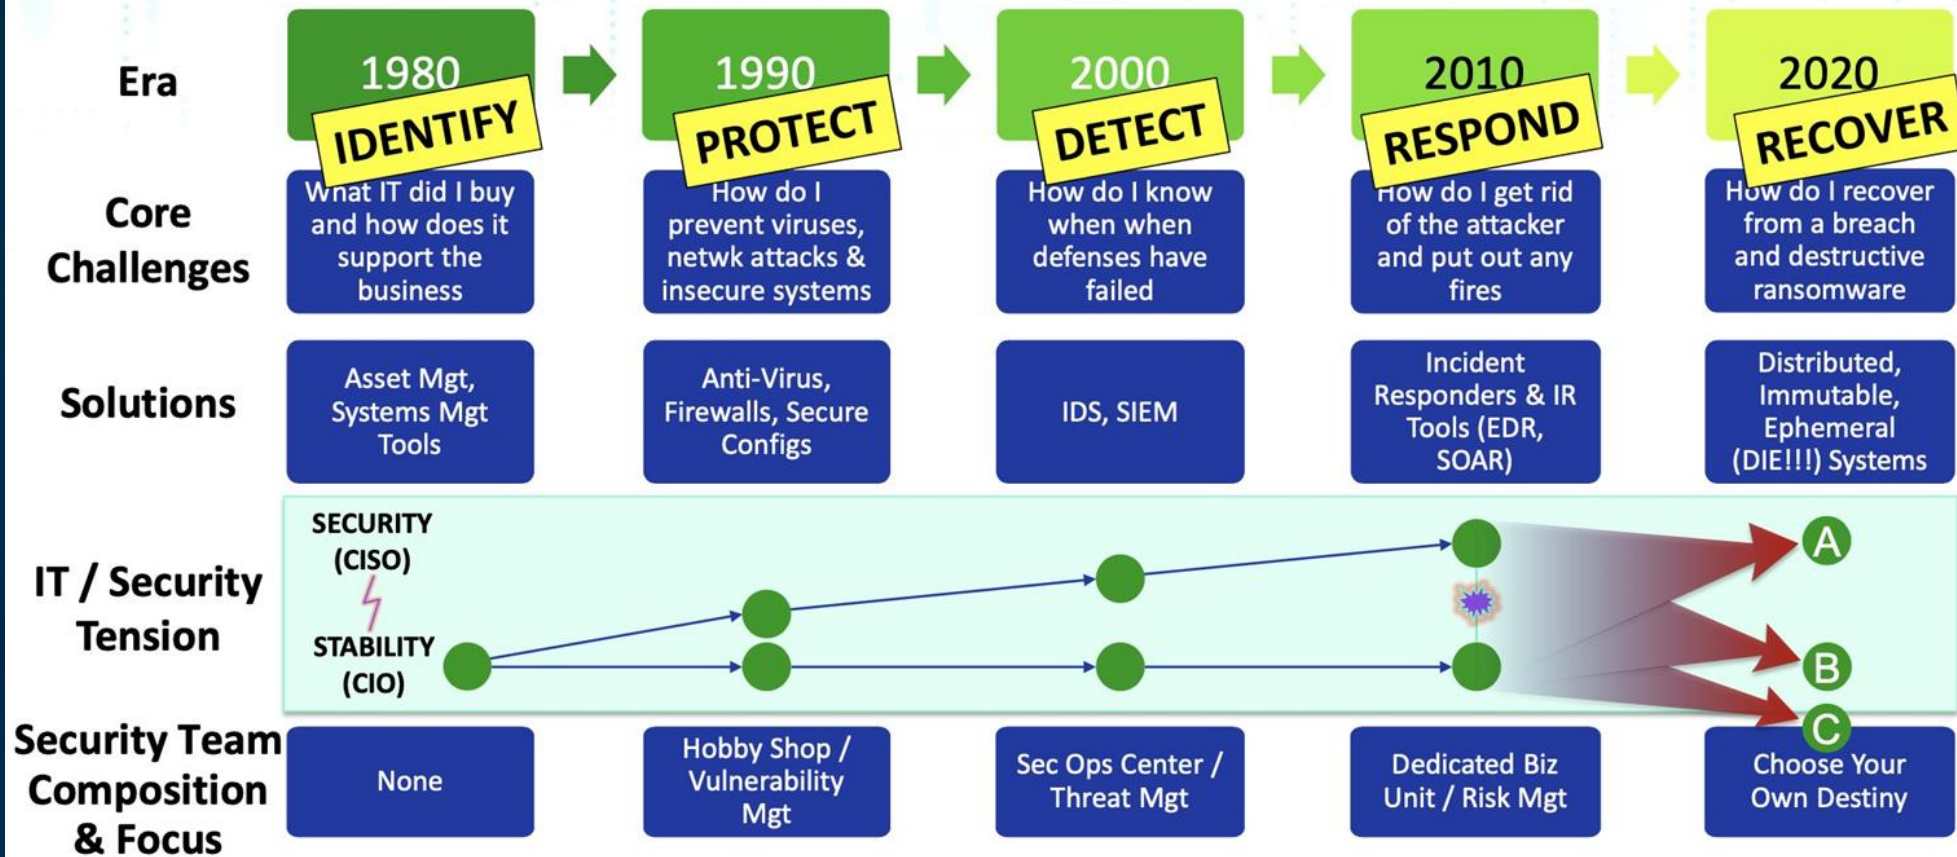 Era
1980
1990
2000
2010
2020
IDENTIFY
PROTECT
DETECT
RESPOND
RECOVER
Core
Challenges
What IT did I buy
and how does it
support the
business
How do I
prevent viruses,
netwk attacks &
insecure systems
How do I know
when when
defenses have
failed
How do I get rid
of the attacker
and put out any
fires
How do I recover
from a breach
and destructive
ransomware
Solutions
Asset Mgt,
Systems Mgt
Tools
Anti-Virus,
Firewalls, Secure
Configs
IDS, SIEM
Incident
Responders & IR
Tools (EDR,
SOAR)
Distributed,
Immutable,
Ephemeral
(DIE!!!) Systems
IT / Security
Tension
SECURITY
(CISO)
STABILITY
(CIO)
A
B
C
Security Team
Composition
& Focus
None
Hobby Shop /
Vulnerability
Mgt
Sec Ops Center /
Threat Mgt
Dedicated Biz
Unit / Risk Mgt
Choose Your
Own Destiny